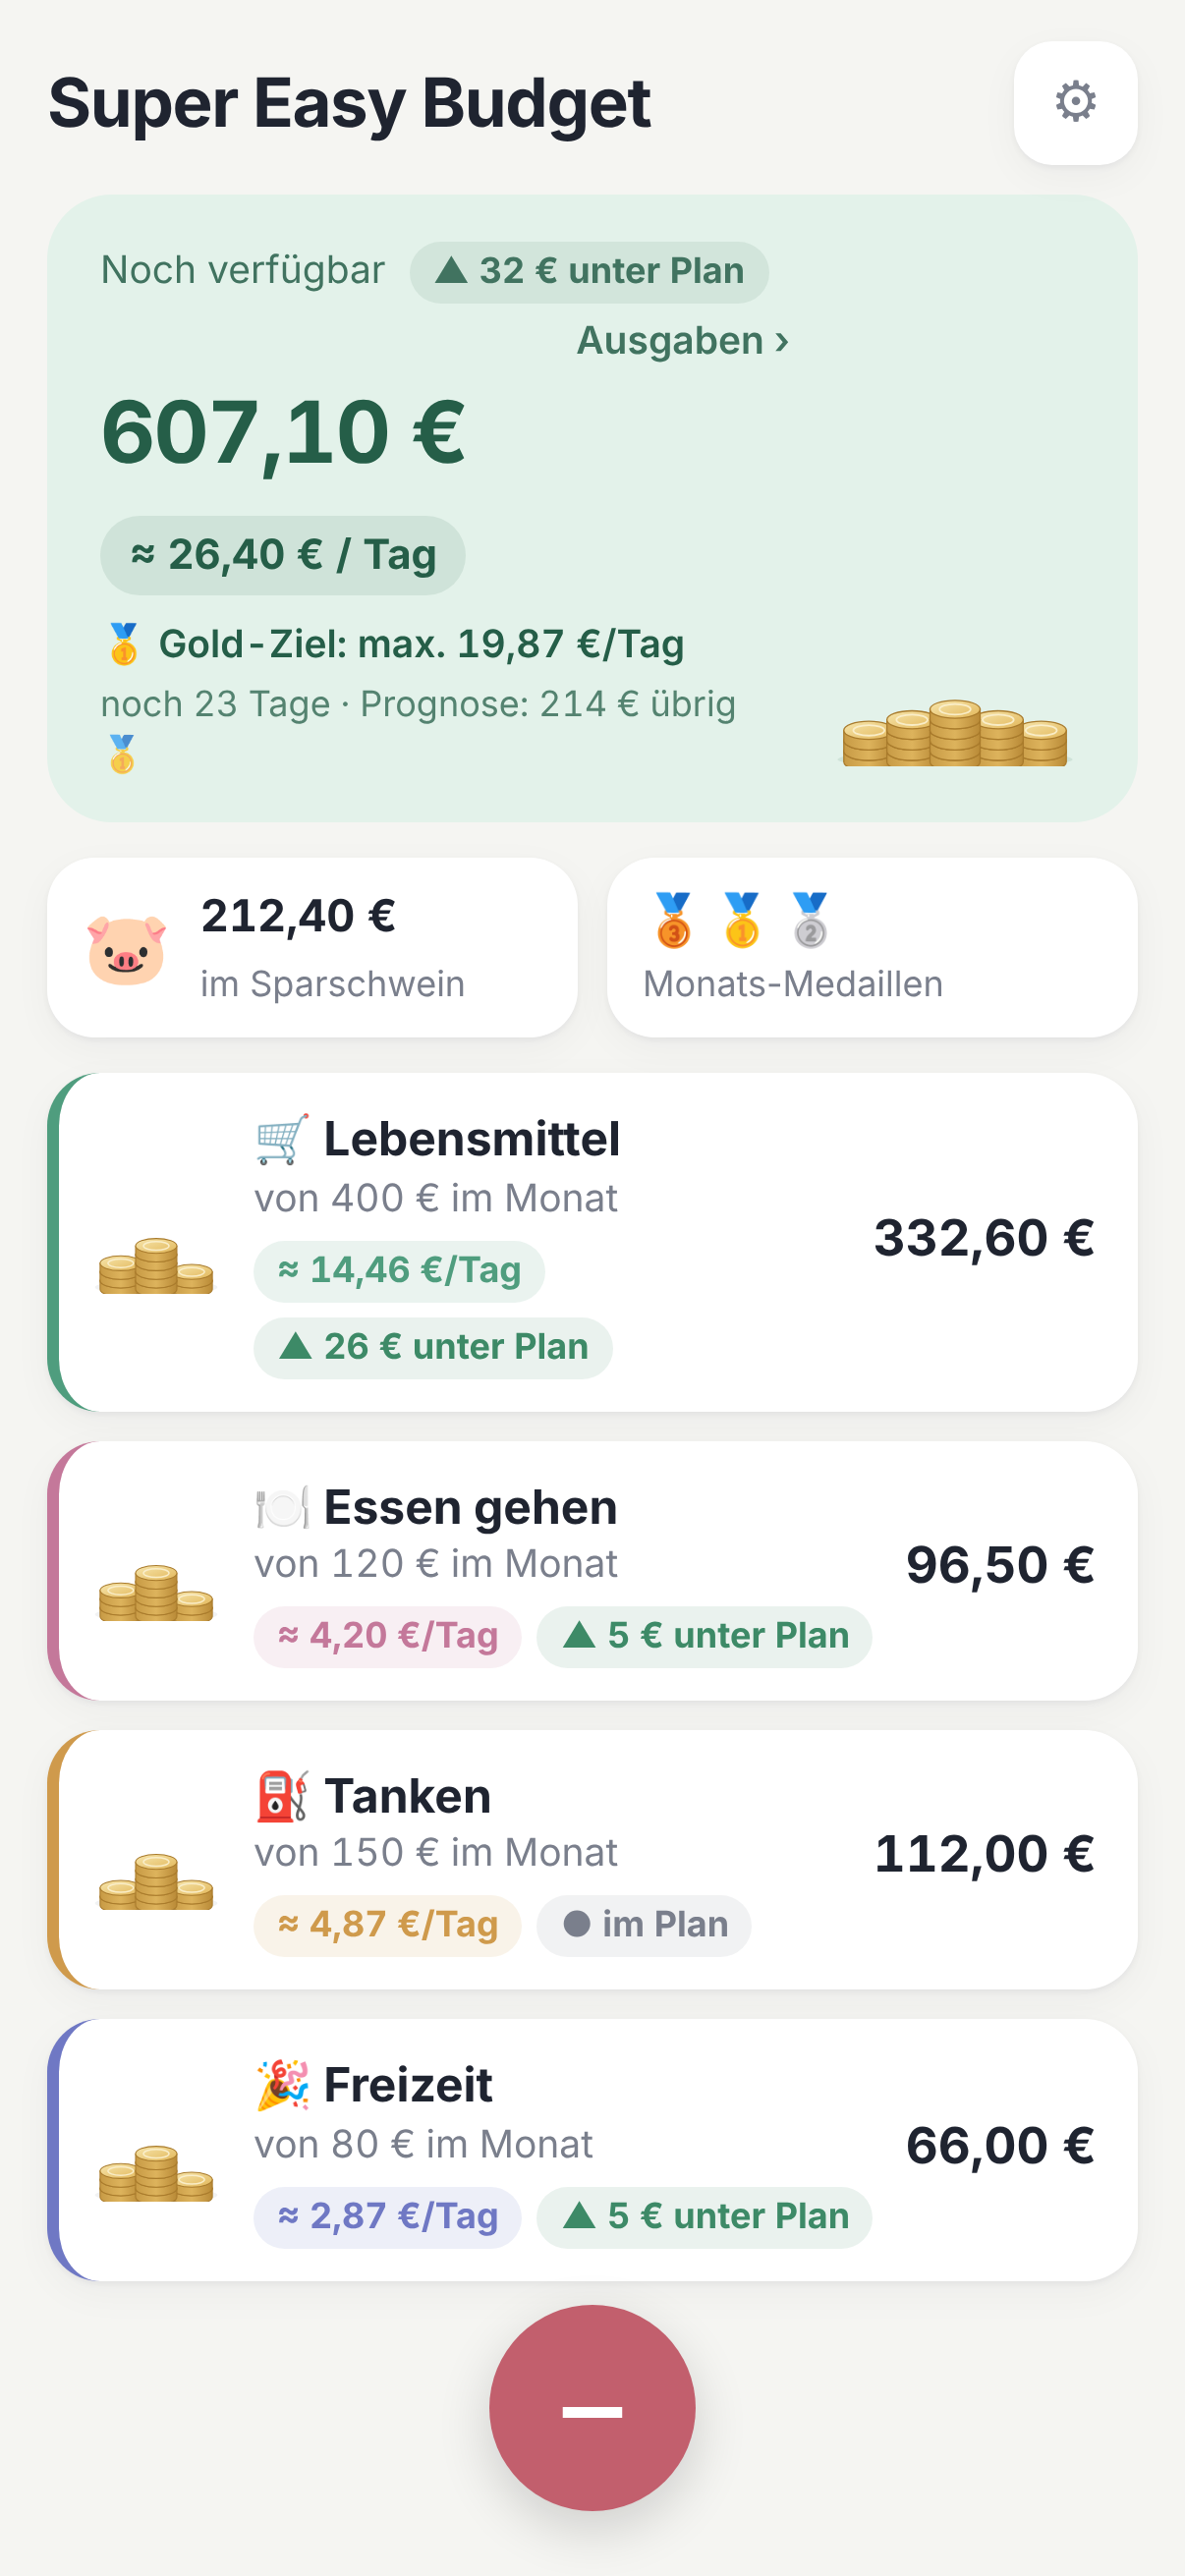 Super Easy Budget
Noch verfügbar ▲ 32 € unter Plan
Ausgaben ›
607,10 €
≈ 26,40 € / Tag
🥇 Gold-Ziel: max. 19,87 €/Tag
noch 23 Tage · Prognose: 214 € übrig
🥇
212,40 €
im Sparschwein
🥉 🥇 🥈
Monats-Medaillen
🛒 Lebensmittel
von 400 € im Monat
332,60 €
≈ 14,46 €/Tag
▲ 26 € unter Plan
🍽️ Essen gehen
von 120 € im Monat
96,50 €
≈ 4,20 €/Tag ▲ 5 € unter Plan
⛽ Tanken
von 150 € im Monat
112,00 €
≈ 4,87 €/Tag ● im Plan
🎉 Freizeit
von 80 € im Monat
66,00 €
≈ 2,87 €/Tag ▲ 5 € unter Plan
–